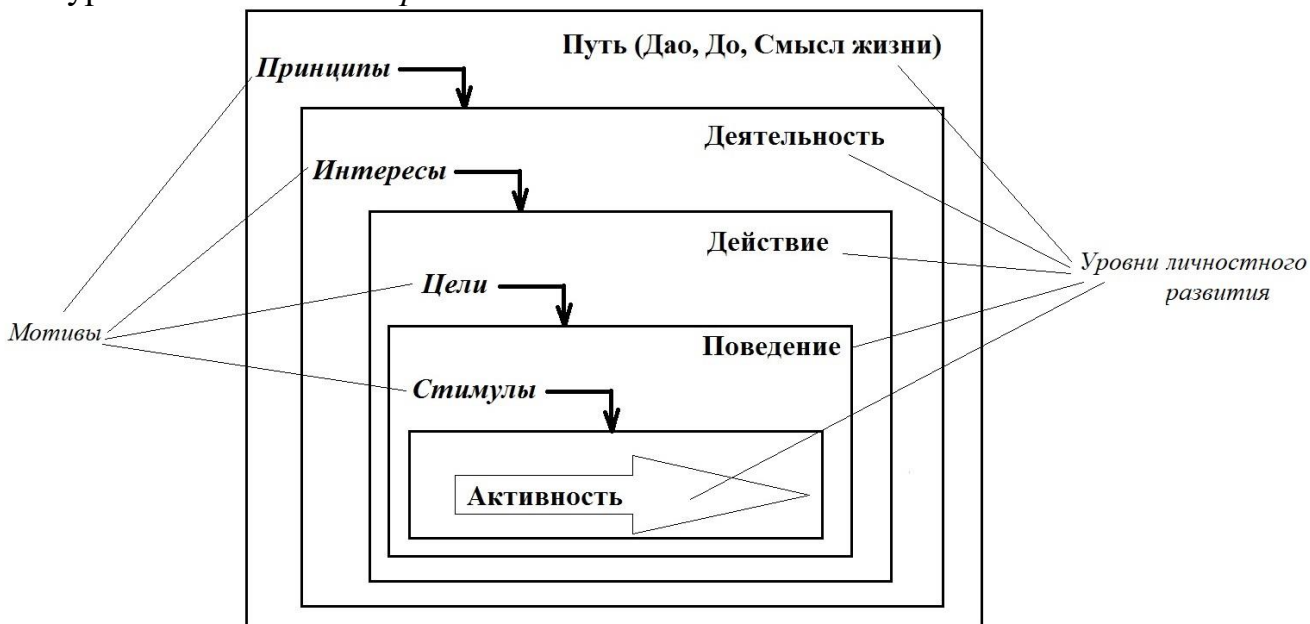 Путь (Дао, До, Смысл жизни)
Принципы
Деятельность
Интересы
Действие
Цели
Уровни личностного
развития
Мотивы
Поведение
Стимулы
Активность